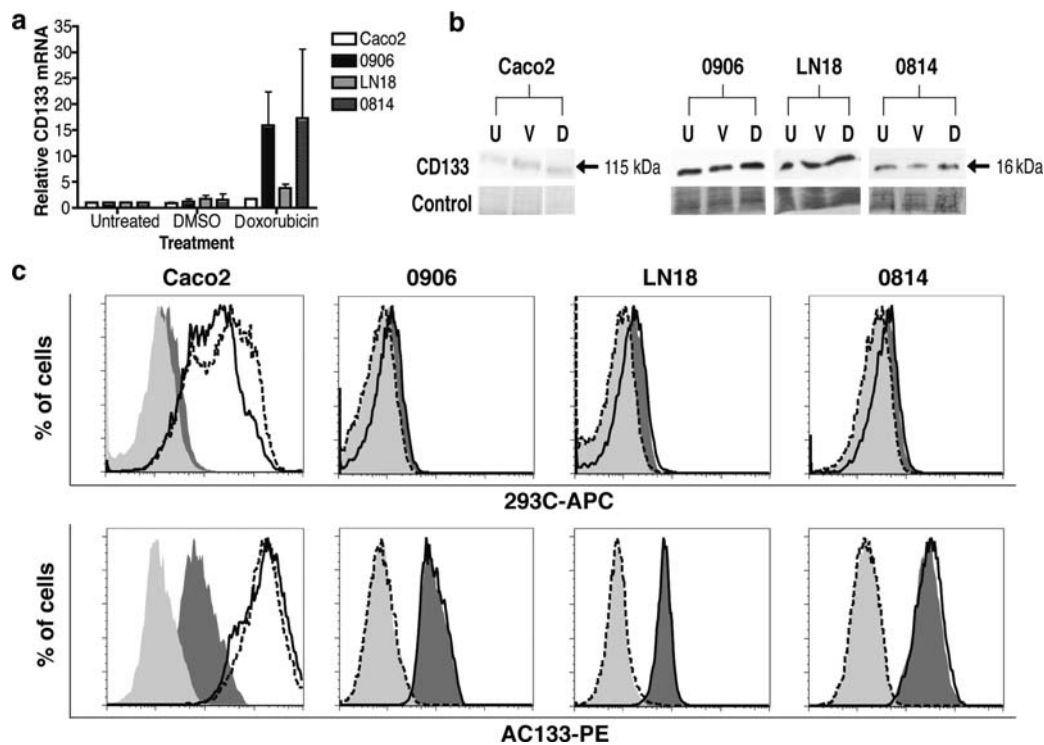 a
Relative CD133 mRNA
35
30
25
20
15
10
5
0
Untreated DMSO Doxorubicin
Treatment
Caco2
0906
LN18
0814
b
Caco2 0906 LN18 0814
U V D U V D U V D U V D
CD133 115 kDa 16 kDa
Control
c
Caco2 0906 LN18 0814
% of cells
293C-APC
% of cells
AC133-PE